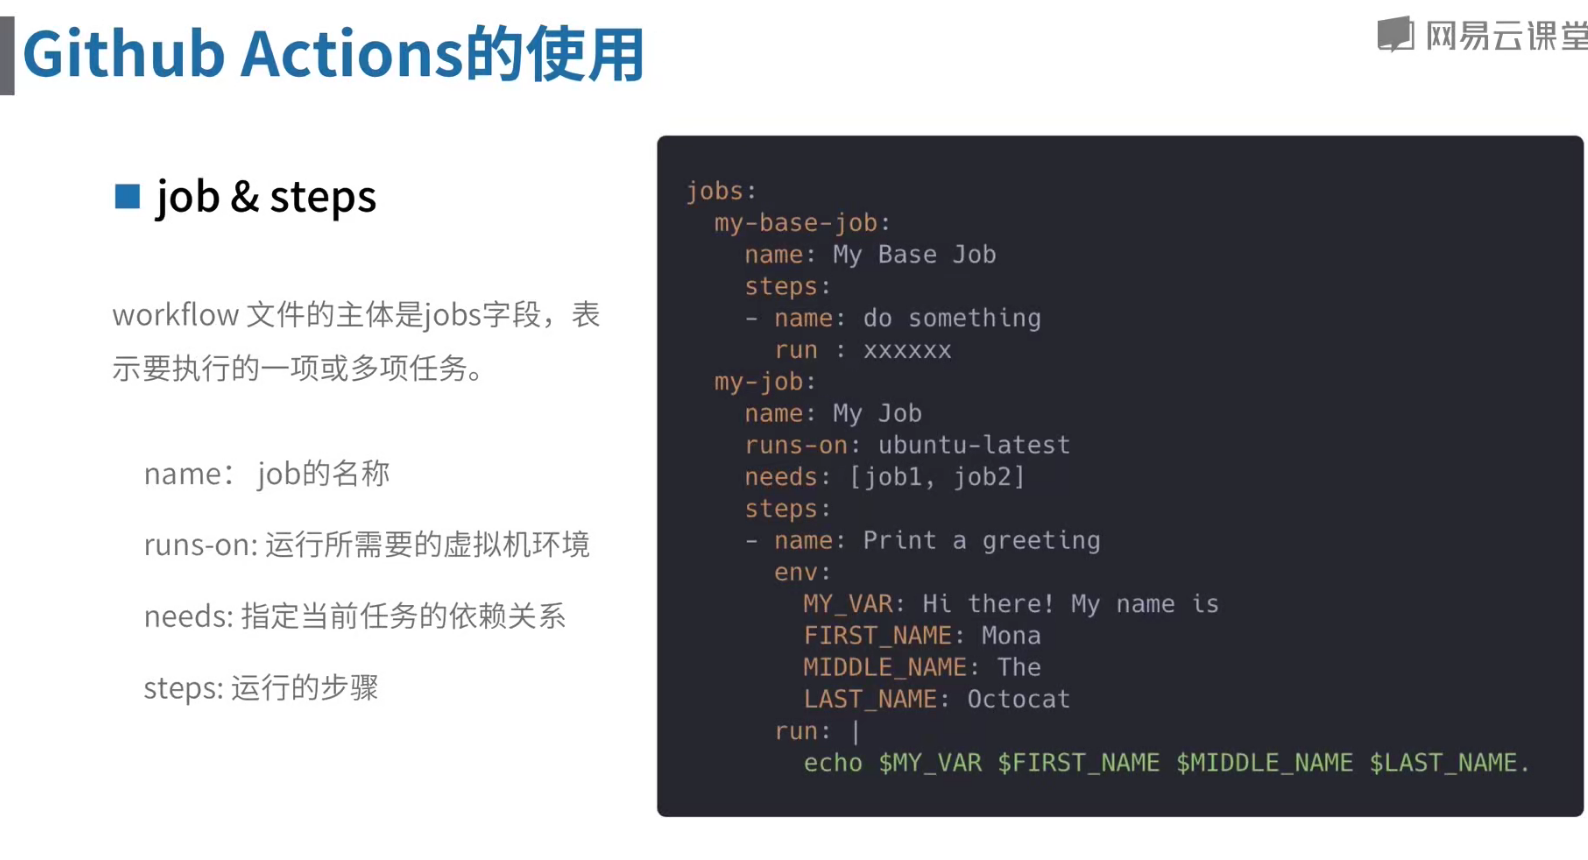 Github Actions的使用
网易云课堂
job & steps
workflow 文件的主体是jobs字段，表
示要执行的一项或多项任务。
name： job的名称
runs-on: 运行所需要的虚拟机环境
needs: 指定当前任务的依赖关系
steps: 运行的步骤
jobs:
  my-base-job:
    name: My Base Job
    steps:
    - name: do something
      run : xxxxxx
  my-job:
    name: My Job
    runs-on: ubuntu-latest
    needs: [job1, job2]
    steps:
    - name: Print a greeting
      env:
        MY_VAR: Hi there! My name is
        FIRST_NAME: Mona
        MIDDLE_NAME: The
        LAST_NAME: Octocat
      run: |
        echo $MY_VAR $FIRST_NAME $MIDDLE_NAME $LAST_NAME.